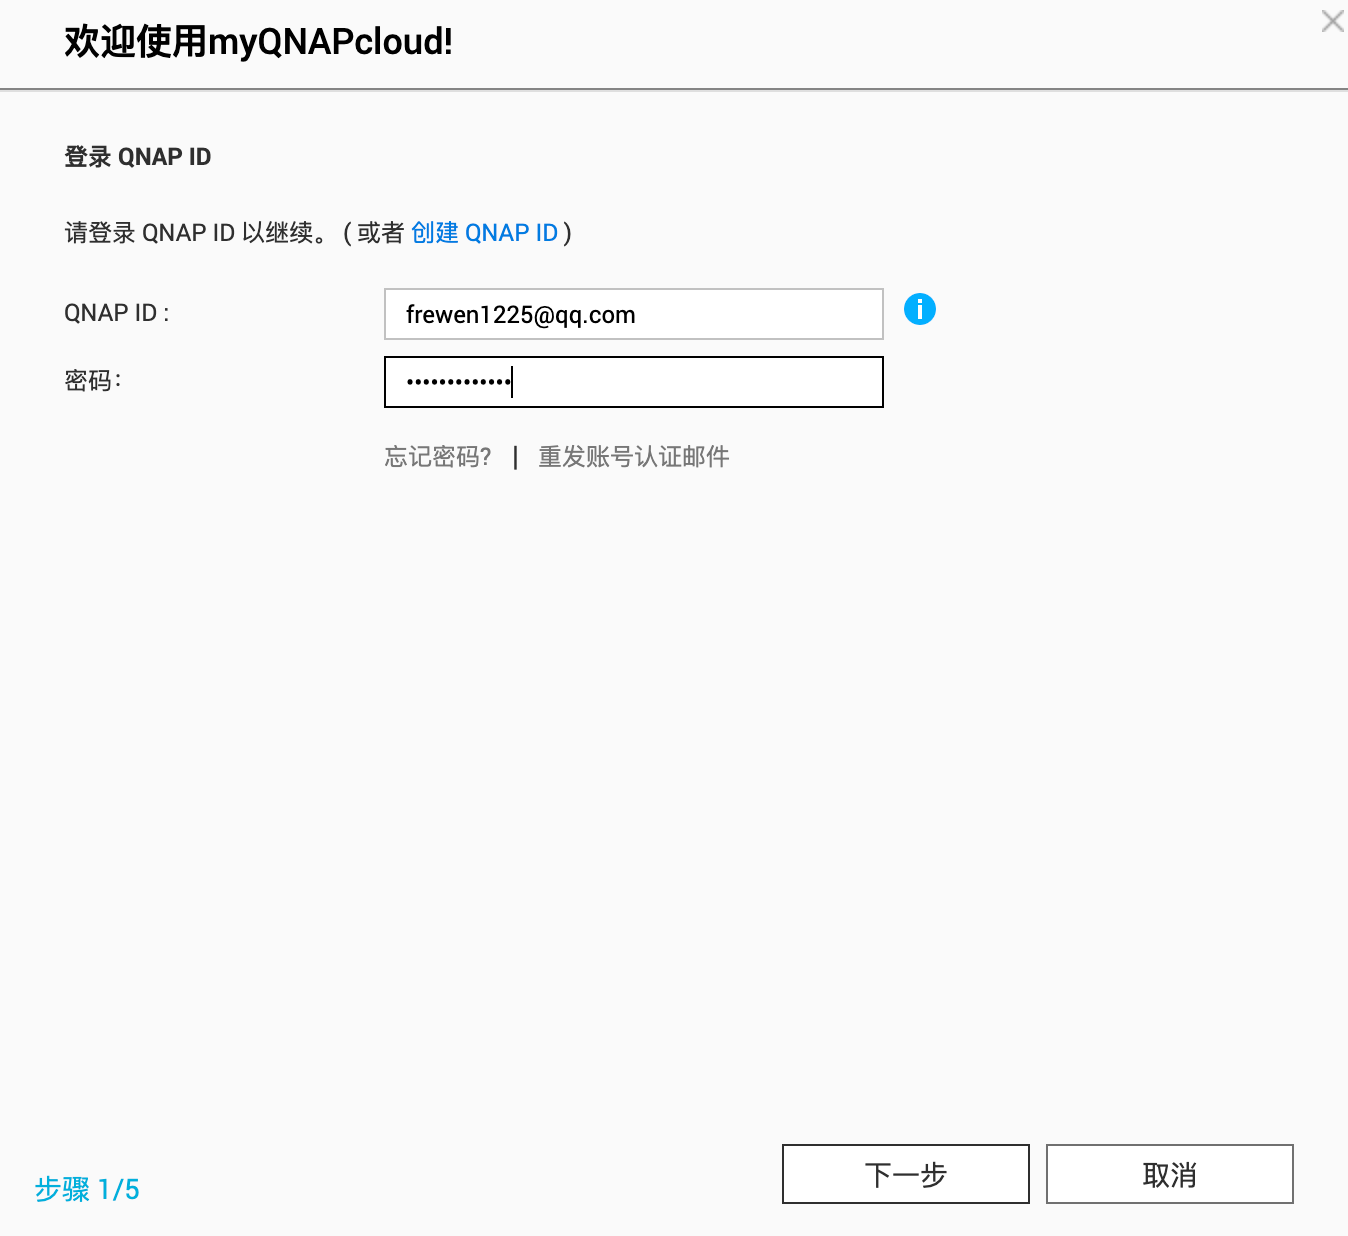 欢迎使用myQNAPcloud!
登录 QNAP ID
请登录 QNAP ID 以继续。 ( 或者 创建 QNAP ID )
QNAP ID : frewen1225@qq.com
密码: •••••••••••••
忘记密码? | 重发账号认证邮件
步骤 1/5 下一步 取消